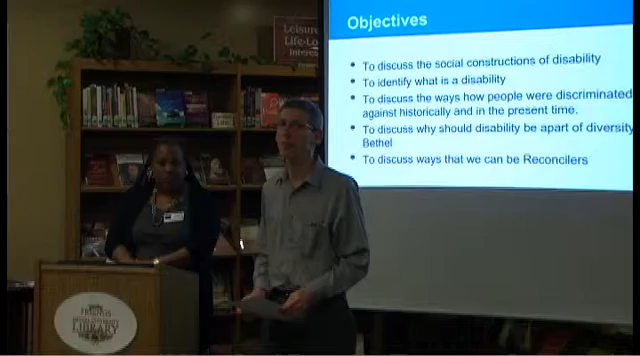 Objectives
• To discuss the social constructions of disability
• To identify what is a disability
• To discuss the ways how people were discriminated
against historically and in the present time.
• To discuss why should disability be apart of diversity
Bethel
• To discuss ways that we can be Reconcilers
Leisure
Life-Lo
Interes
FRIENDS
LIBRARY